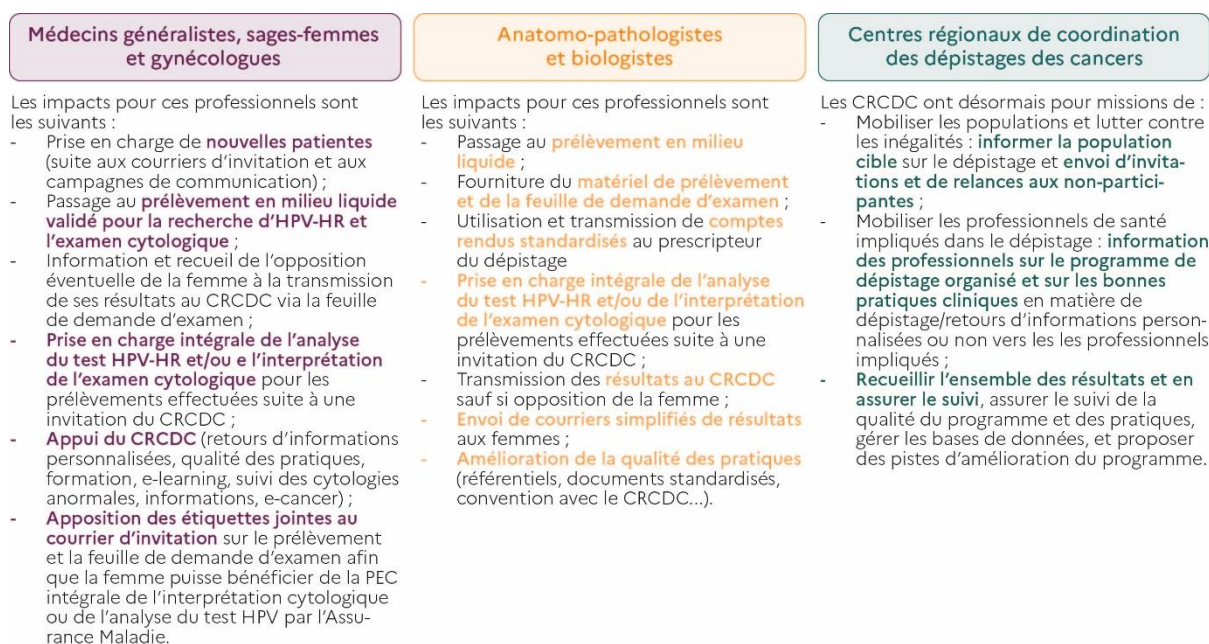 Médecins généralistes, sages-femmes
et gynécologues
Les impacts pour ces professionnels sont
les suivants :
- Prise en charge de nouvelles patientes
(suite aux courriers d'invitation et aux
campagnes de communication) ;
- Passage au prélèvement en milieu liquide
validé pour la recherche d'HPV-HR et
l'examen cytologique ;
- Information et recueil de l'opposition
éventuelle de la femme à la transmission
de ses résultats au CRCDC via la feuille
de demande d'examen ;
- Prise en charge intégrale de l'analyse
du test HPV-HR et/ou e l'interprétation
de l'examen cytologique pour les
prélèvements effectuées suite à une
invitation du CRCDC ;
- Appui du CRCDC (retours d'informations
personnalisées, qualité des pratiques,
formation, e-learning, suivi des cytologies
anormales, informations, e-cancer) ;
- Apposition des étiquettes jointes au
courrier d'invitation sur le prélèvement
et la feuille de demande d'examen afin
que la femme puisse bénéficier de la PEC
intégrale de l'interprétation cytologique
ou de l'analyse du test HPV par l'Assu-
rance Maladie.
Anatomo-pathologistes
et biologistes
Les impacts pour ces professionnels sont
les suivants :
- Passage au prélèvement en milieu
liquide ;
- Fourniture du matériel de prélèvement
et de la feuille de demande d'examen ;
- Utilisation et transmission de comptes
rendus standardisés au prescripteur
du dépistage
- Prise en charge intégrale de l'analyse
du test HPV-HR et/ou de l'interprétation
de l'examen cytologique pour les
prélèvements effectuées suite à une
invitation du CRCDC ;
- Transmission des résultats au CRCDC
sauf si opposition de la femme ;
- Envoi de courriers simplifiés de résultats
aux femmes ;
- Amélioration de la qualité des pratiques
(référentiels, documents standardisés,
convention avec le CRCDC...).
Centres régionaux de coordination
des dépistages des cancers
Les CRCDC ont désormais pour missions de :
- Mobiliser les populations et lutter contre
les inégalités : informer la population
cible sur le dépistage et envoi d'invita-
tions et de relances aux non-partici-
pantes ;
- Mobiliser les professionnels de santé
impliqués dans le dépistage : information
des professionnels sur le programme de
dépistage organisé et sur les bonnes
pratiques cliniques en matière de
dépistage/retours d'informations person-
nalisées ou non vers les les professionnels
impliqués ;
- Recueillir l'ensemble des résultats et en
assurer le suivi, assurer le suivi de la
qualité du programme et des pratiques,
gérer les bases de données, et proposer
des pistes d'amélioration du programme.